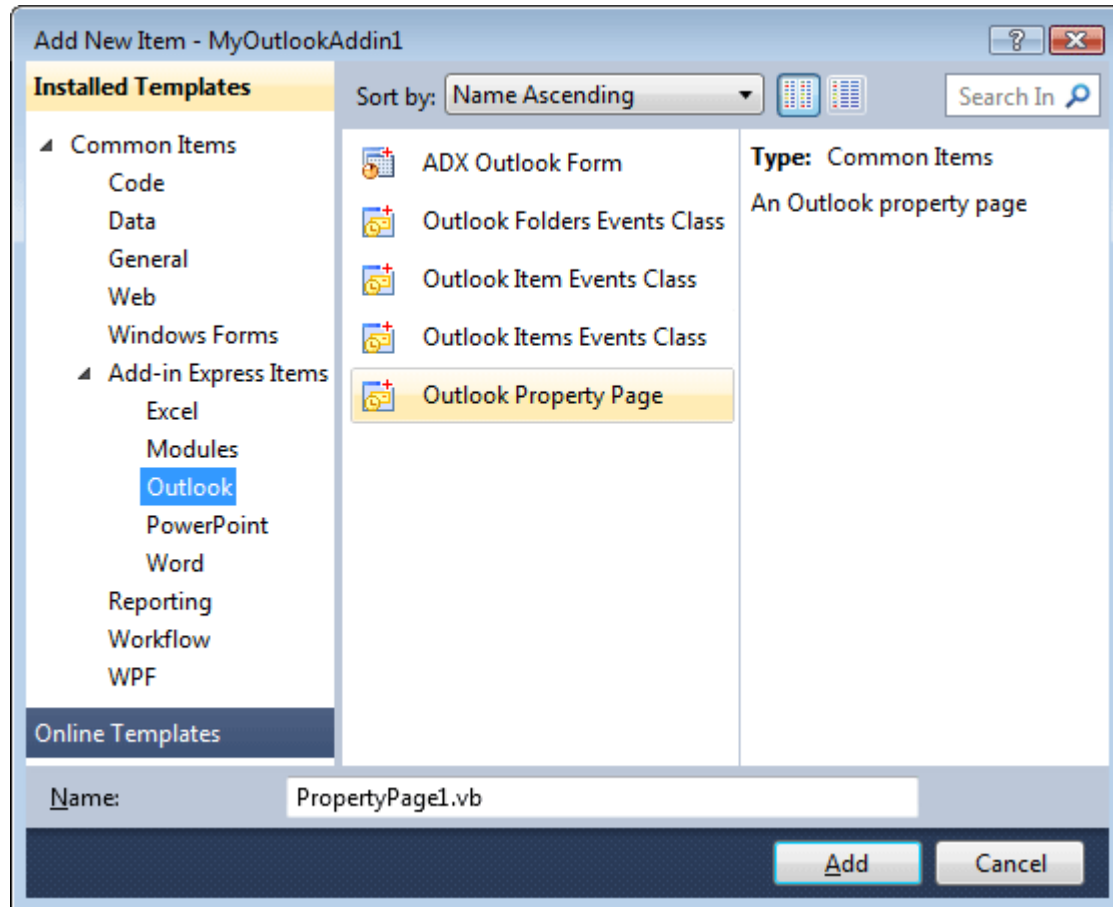 Add New Item - MyOutlookAddin1
Installed Templates
Sort by: Name Ascending
Search In
Common Items
Code
Data
General
Web
Windows Forms
Add-in Express Items
Excel
Modules
Outlook
PowerPoint
Word
Reporting
Workflow
WPF
Online Templates
ADX Outlook Form
Outlook Folders Events Class
Outlook Item Events Class
Outlook Items Events Class
Outlook Property Page
Type: Common Items
An Outlook property page
Name: PropertyPage1.vb
Add Cancel